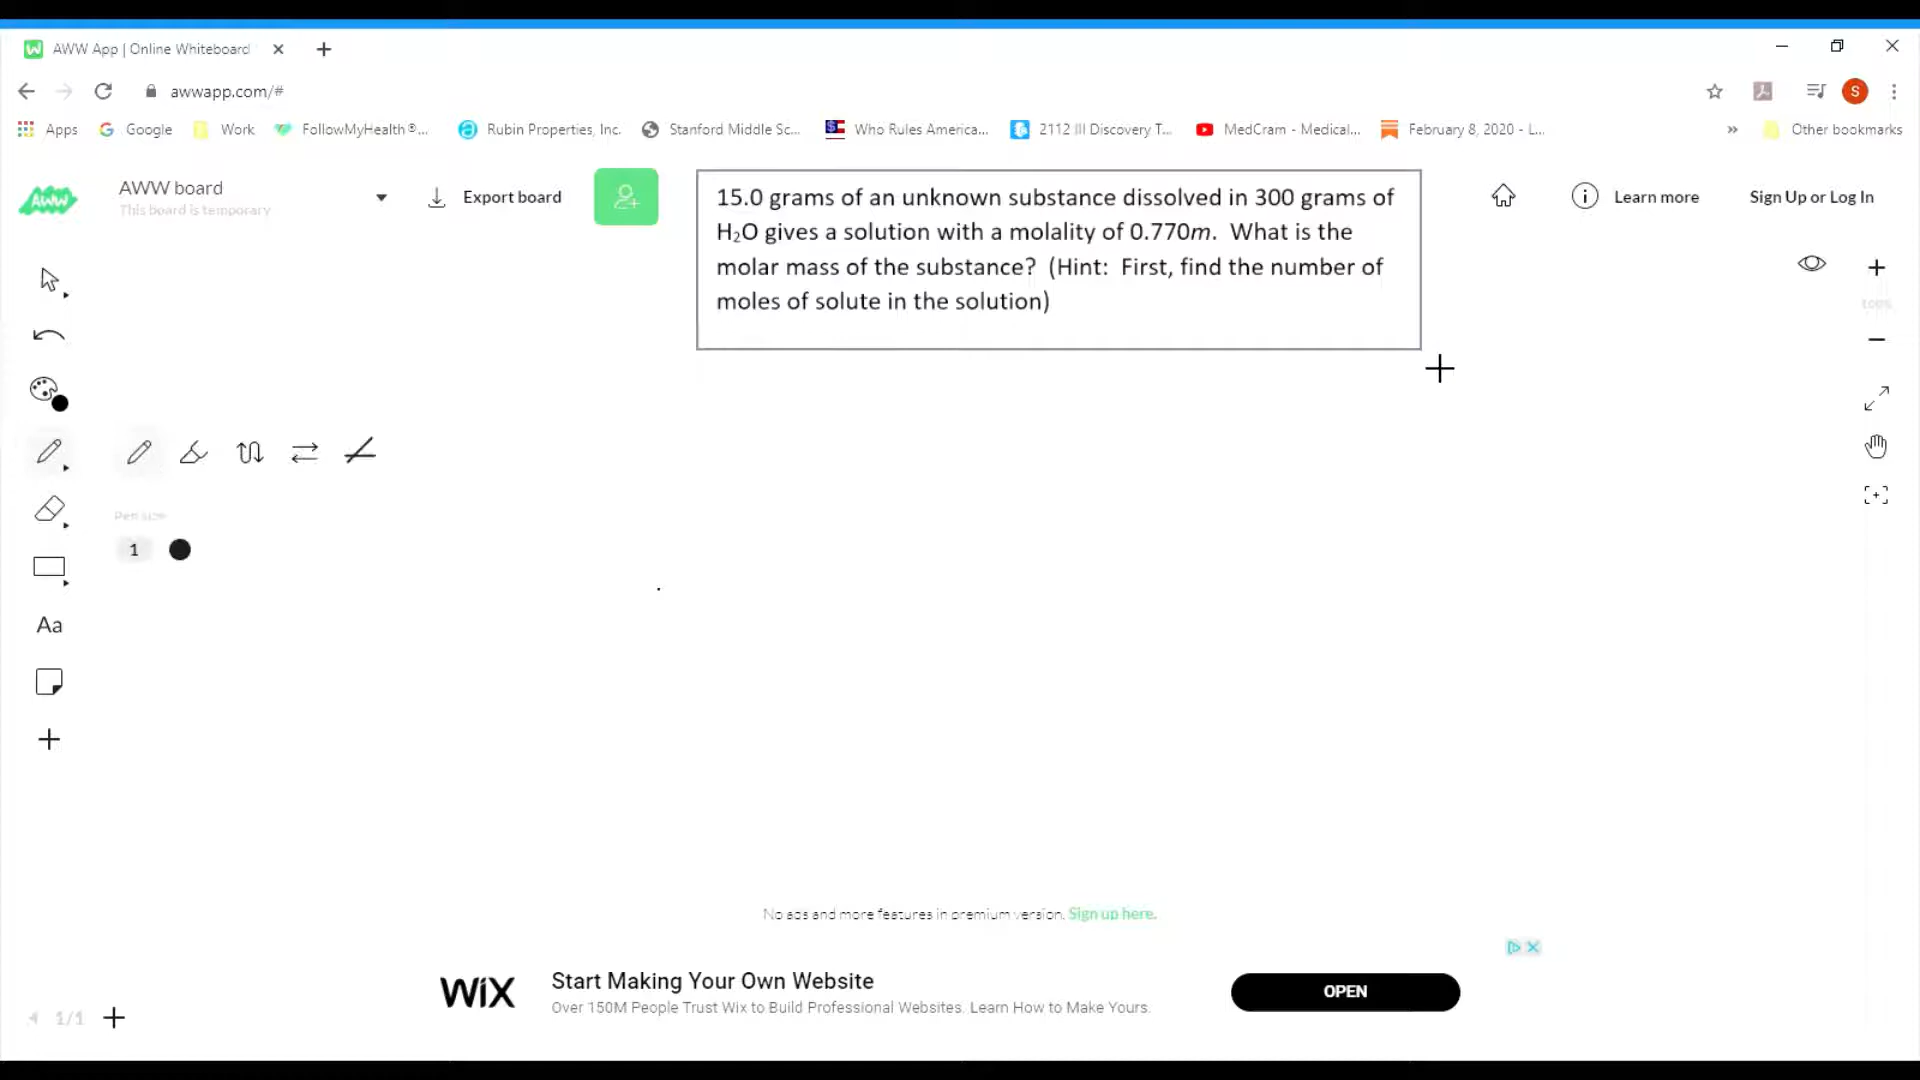 AWW App | Online Whiteboard
awwapp.com/#
Apps Google Work FollowMyHealth®... Rubin Properties, Inc. Stanford Middle Sc... Who Rules America... 2112 III Discovery T... MedCram - Medical... February 8, 2020 - L... » Other bookmarks
S
AWW
AWW board
This board is temporary
Export board
15.0 grams of an unknown substance dissolved in 300 grams of
H₂O gives a solution with a molality of 0.770m. What is the
molar mass of the substance? (Hint: First, find the number of
moles of solute in the solution)
Learn more
Sign Up or Log In
100%
Pen size
1
Aa
No ads and more features in premium version. Sign up here.
WiX
Start Making Your Own Website
Over 150M People Trust Wix to Build Professional Websites. Learn How to Make Yours.
OPEN
1/1